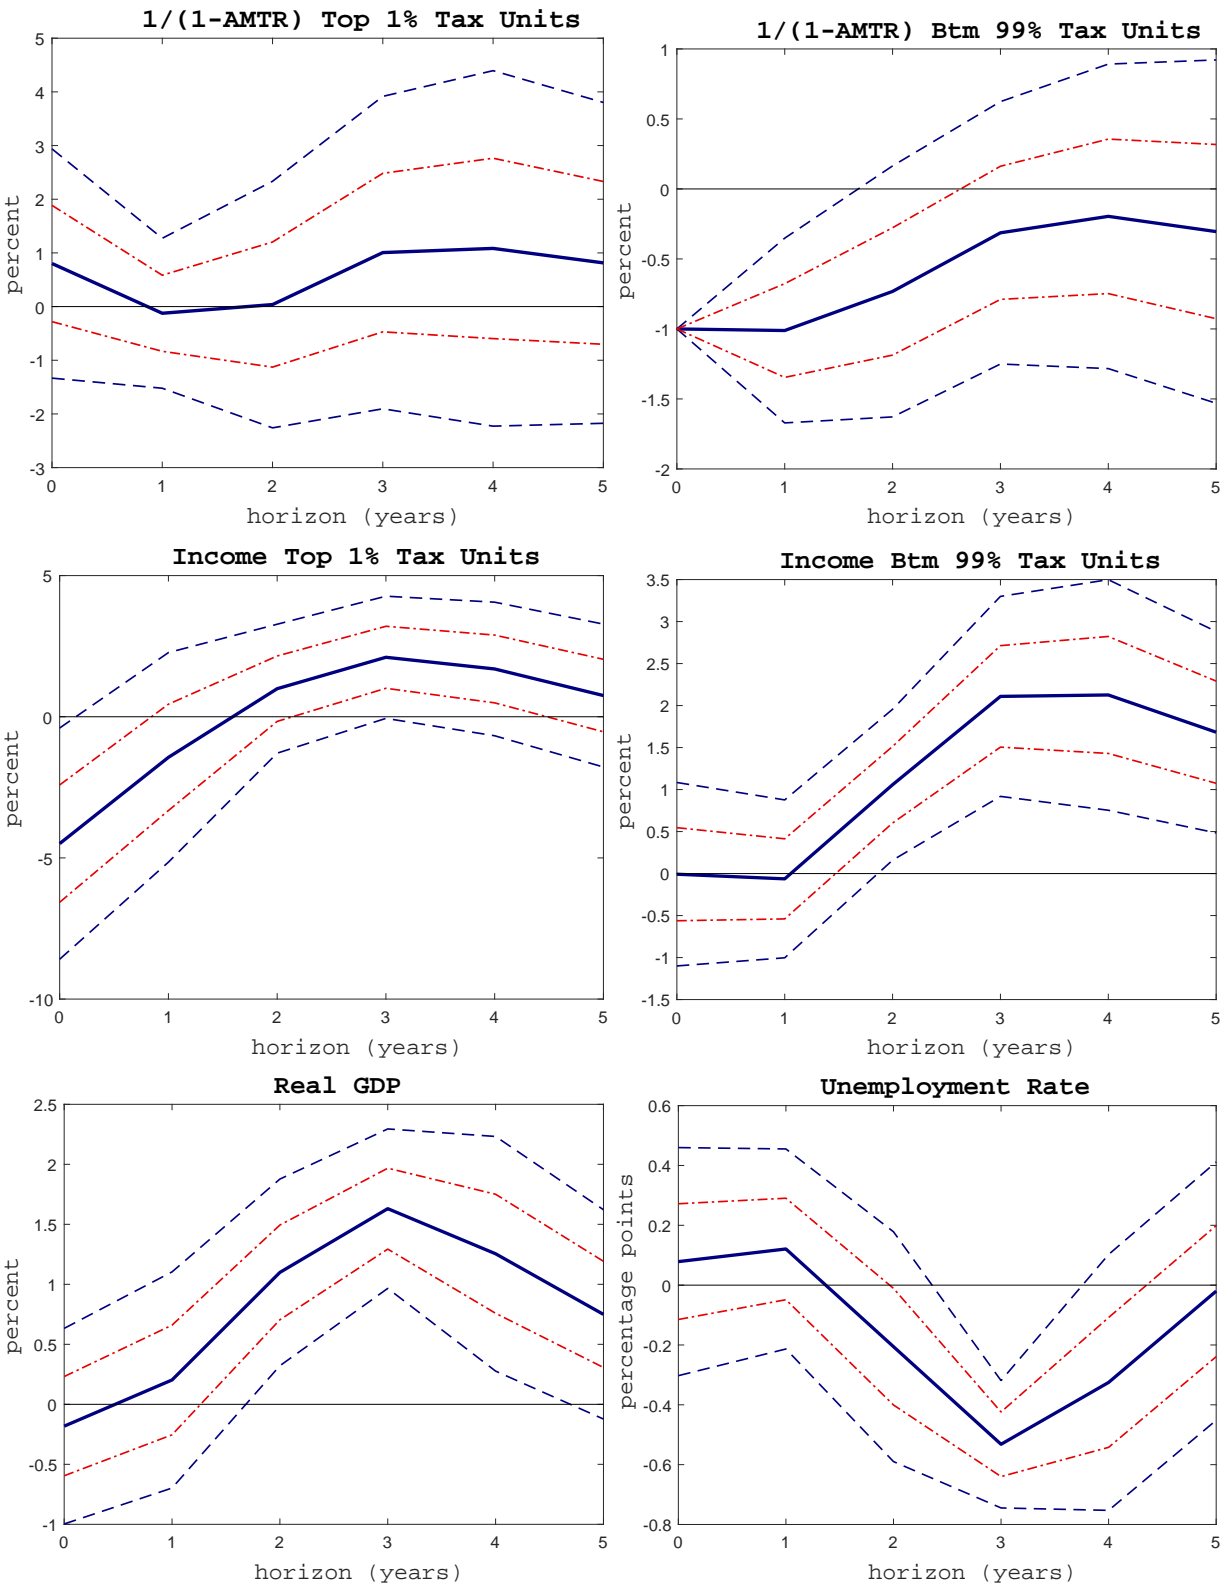 1/(1-AMTR) Top 1% Tax Units
5
4
3
2
1
0
-1
-2
-3
percent
0 1 2 3 4 5
horizon (years)
1/(1-AMTR) Btm 99% Tax Units
1
0.5
0
-0.5
-1
-1.5
-2
percent
0 1 2 3 4 5
horizon (years)
Income Top 1% Tax Units
5
0
-5
-10
percent
0 1 2 3 4 5
horizon (years)
Income Btm 99% Tax Units
3.5
3
2.5
2
1.5
1
0.5
0
-0.5
-1
-1.5
percent
0 1 2 3 4 5
horizon (years)
Real GDP
2.5
2
1.5
1
0.5
0
-0.5
-1
percent
0 1 2 3 4 5
horizon (years)
Unemployment Rate
0.6
0.4
0.2
0
-0.2
-0.4
-0.6
-0.8
percentage points
0 1 2 3 4 5
horizon (years)